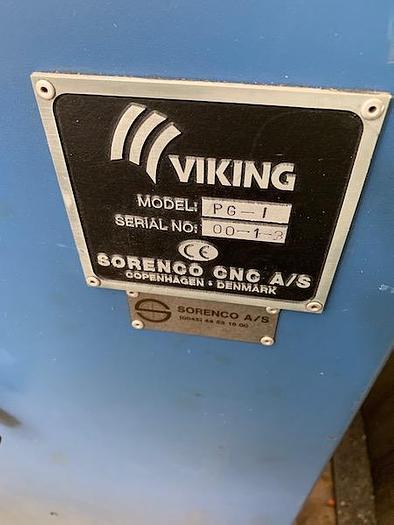 VIKING
MODEL: PG-1
SERIAL NO: 00-1-3
CE
SORENCO CNC A/S
COPENHAGEN • DENMARK
SORENCO A/S